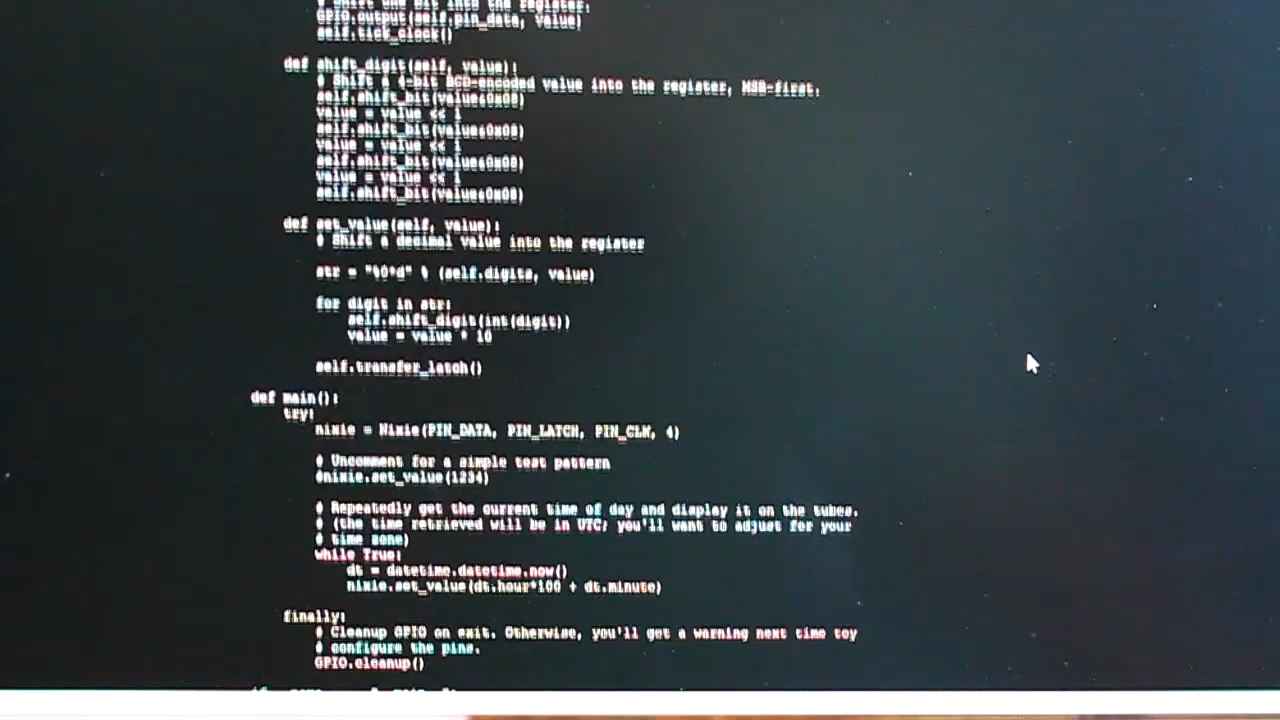 # Shift one bit into the register.
GPIO.output(self.pin_data, value)
self.tick_clock()
def shift_digit(self, value):
# Shift a 4-bit BCD-encoded value into the register, MSB-first.
self.shift_bit(value&0x08)
value = value << 1
self.shift_bit(value&0x08)
value = value << 1
self.shift_bit(value&0x08)
value = value << 1
self.shift_bit(value&0x08)
def set_value(self, value):
# Shift a decimal value into the register
str = "%0*d" % (self.digits, value)
for digit in str:
self.shift_digit(int(digit))
value = value * 10
self.transfer_latch()
def main():
try:
nixie = Nixie(PIN_DATA, PIN_LATCH, PIN_CLK, 4)
# Uncomment for a simple test pattern
#nixie.set_value(1234)
# Repeatedly get the current time of day and display it on the tubes.
# (the time retrieved will be in UTC; you'll want to adjust for your
# time zone)
while True:
dt = datetime.datetime.now()
nixie.set_value(dt.hour*100 + dt.minute)
finally:
# Cleanup GPIO on exit. Otherwise, you'll get a warning next time toy
# configure the pins.
GPIO.cleanup()